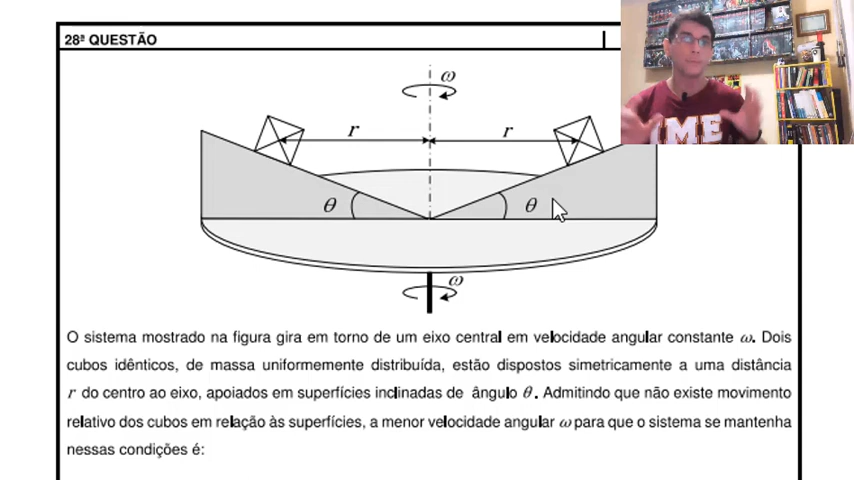 28ª QUESTÃO
ω
r r
θ θ
ω
IME
O sistema mostrado na figura gira em torno de um eixo central em velocidade angular constante ω. Dois
cubos idênticos, de massa uniformemente distribuída, estão dispostos simetricamente a uma distância
r do centro ao eixo, apoiados em superfícies inclinadas de ângulo θ. Admitindo que não existe movimento
relativo dos cubos em relação às superfícies, a menor velocidade angular ω para que o sistema se mantenha
nessas condições é: